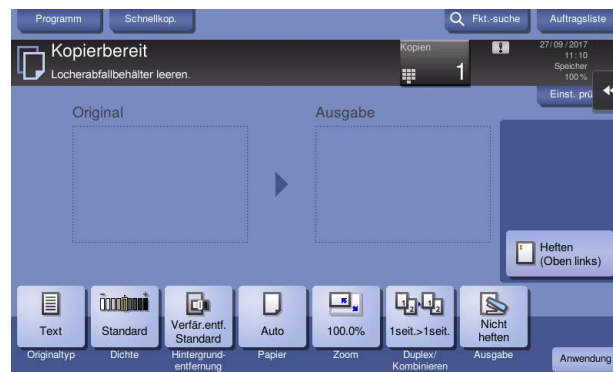 Programm
Schnellkop.
Fkt.-suche
Auftragsliste
Kopierbereit
Locherabfallbehälter leeren.
Kopien
1
27/09/2017
11:10
Speicher
100 %
Einst. prü
Original
Ausgabe
Heften
(Oben links)
Text
Standard
Verfär.entf.
Standard
Auto
100.0%
1seit.>1seit.
Nicht
heften
Originaltyp
Dichte
Hintergrund-
entfernung
Papier
Zoom
Duplex/
Kombinieren
Ausgabe
Anwendung